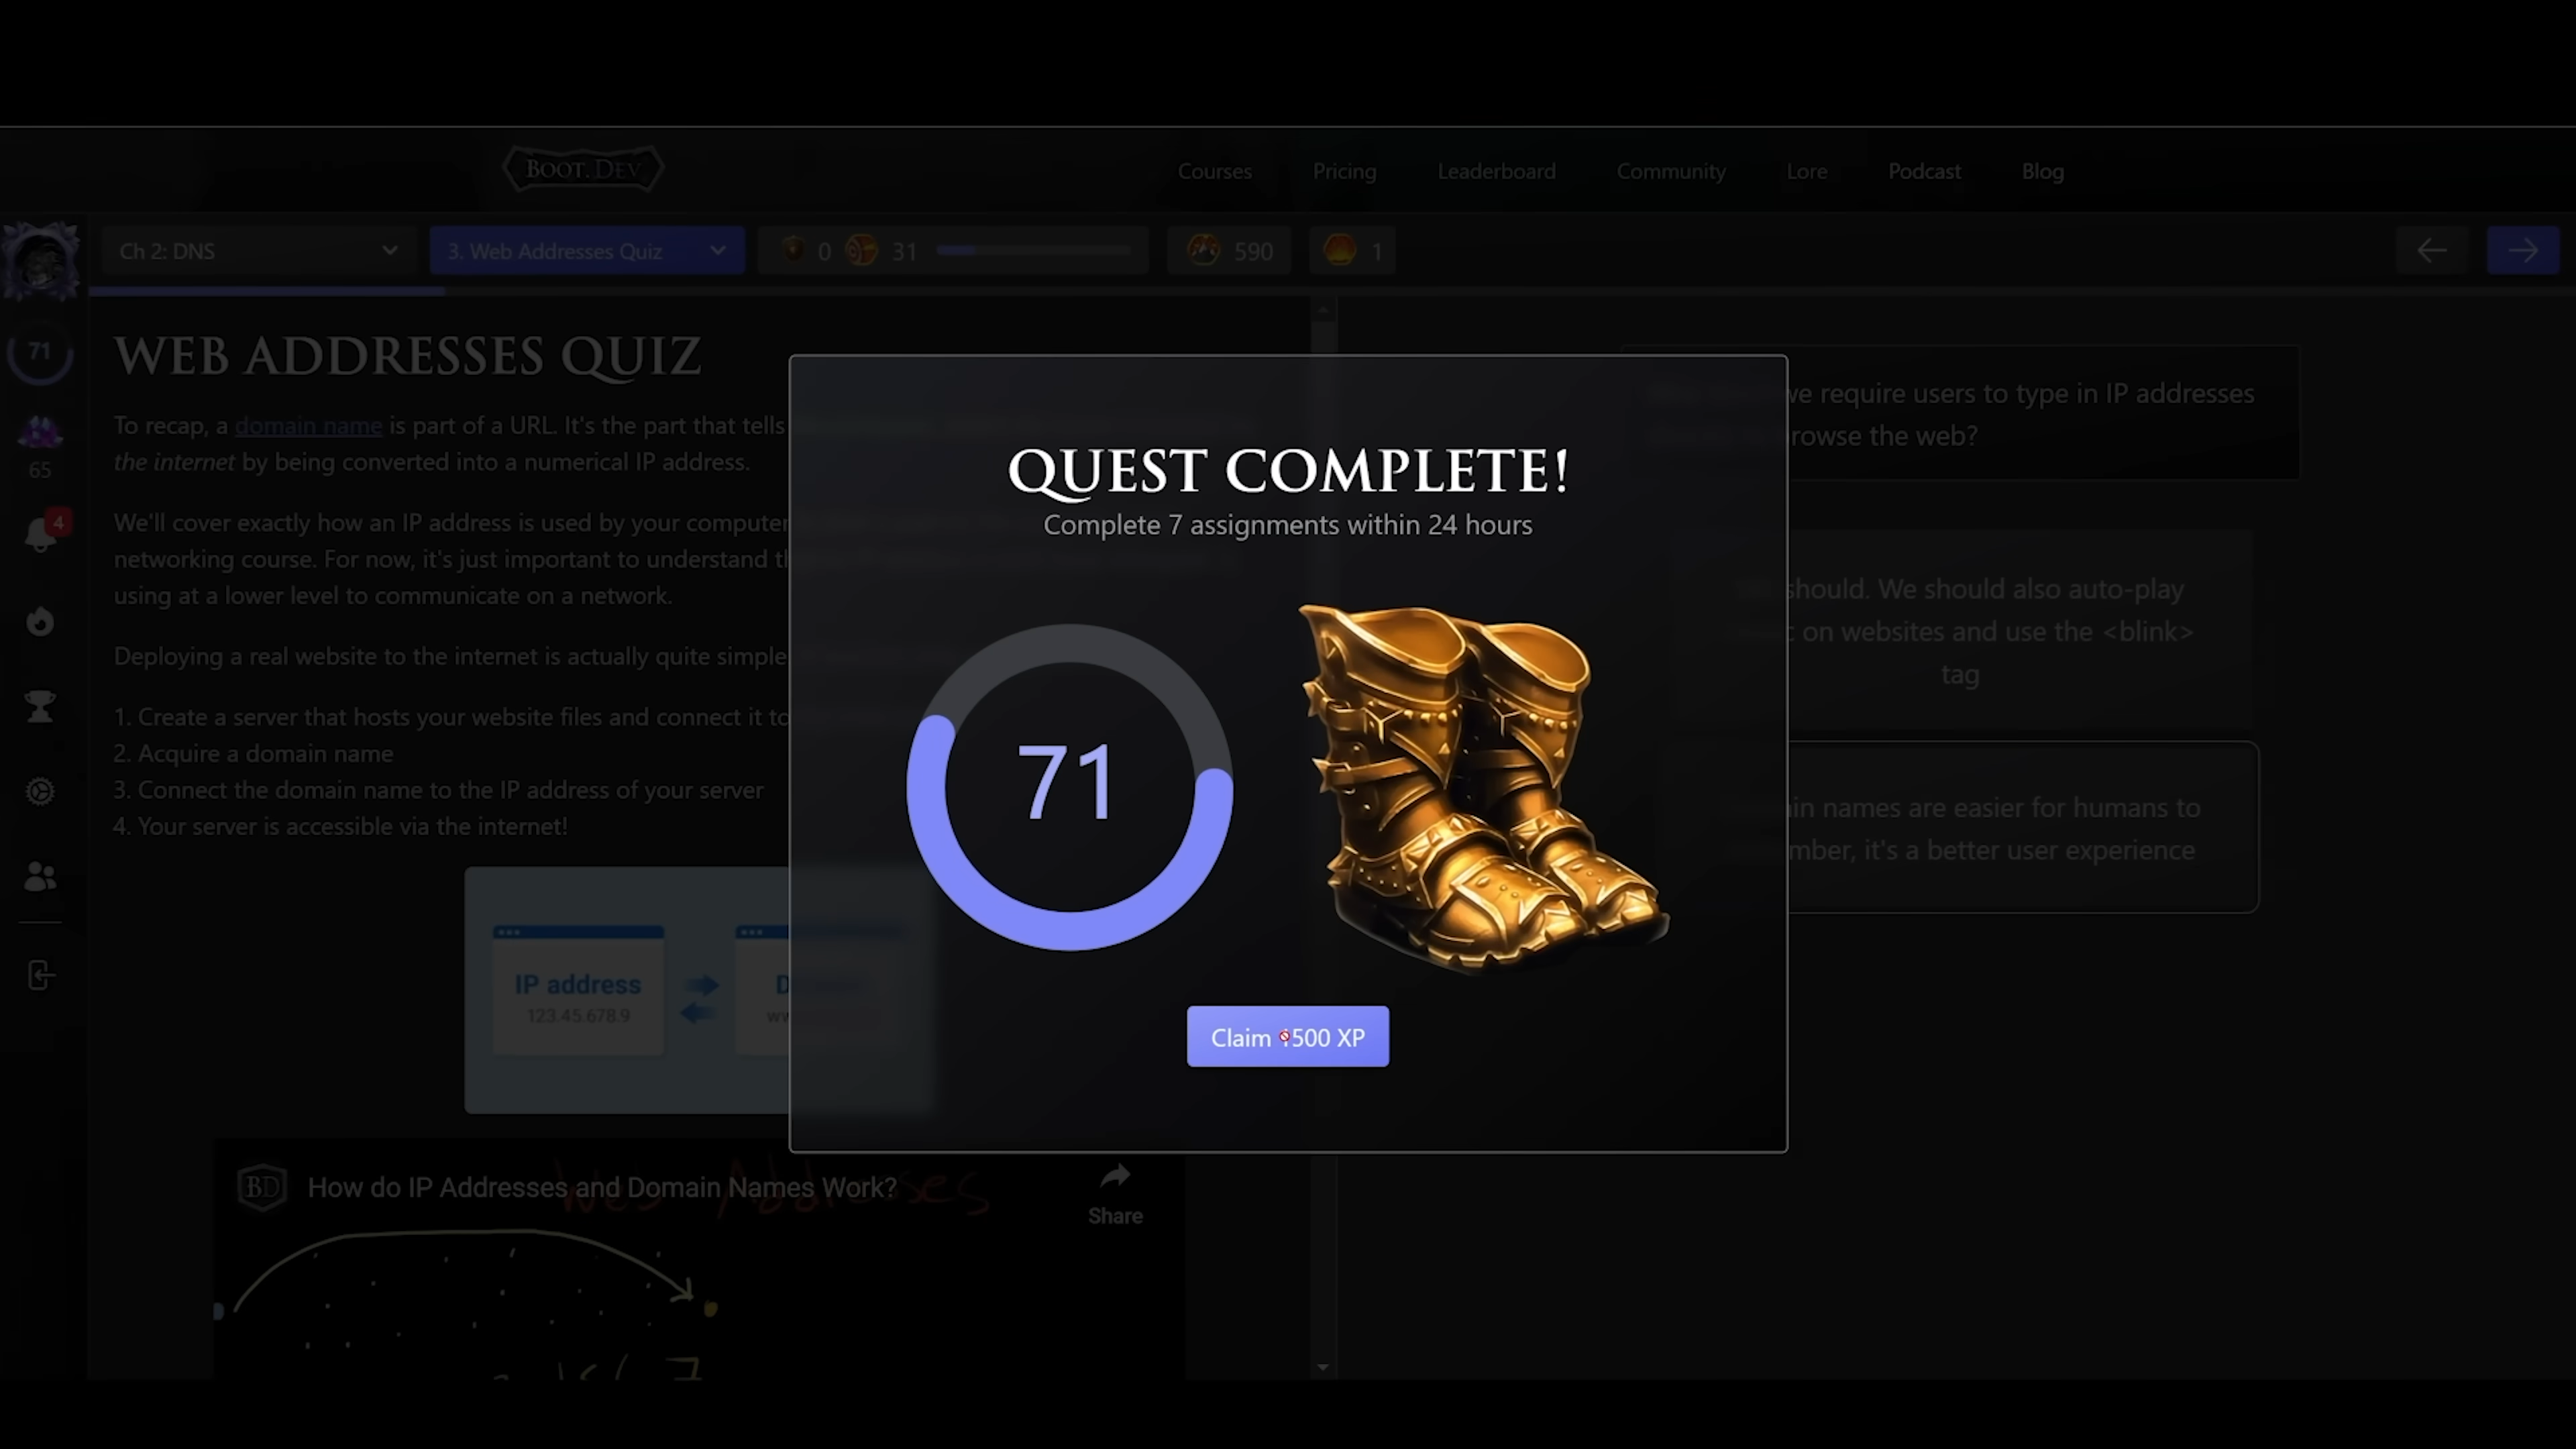 BOOT.DEV
Courses
Pricing
Leaderboard
Community
Lore
Podcast
Blog
Ch 2: DNS
3. Web Addresses Quiz
0
31
590
1
71
65
4
WEB ADDRESSES QUIZ
To recap, a domain name is part of a URL. It's the part that tells
the internet by being converted into a numerical IP address.
We'll cover exactly how an IP address is used by your computer
networking course. For now, it's just important to understand
using at a lower level to communicate on a network.
Deploying a real website to the internet is actually quite simple
1. Create a server that hosts your website files and connect it to
2. Acquire a domain name
3. Connect the domain name to the IP address of your server
4. Your server is accessible via the internet!
IP address
123.45.678.9
BD
How do IP Addresses and Domain Names Work?
Web Addresses
Share
QUEST COMPLETE!
Complete 7 assignments within 24 hours
71
Claim 1500 XP
we require users to type in IP addresses
browse the web?
should. We should also auto-play
on websites and use the <blink>
tag
names are easier for humans to
it's a better user experience